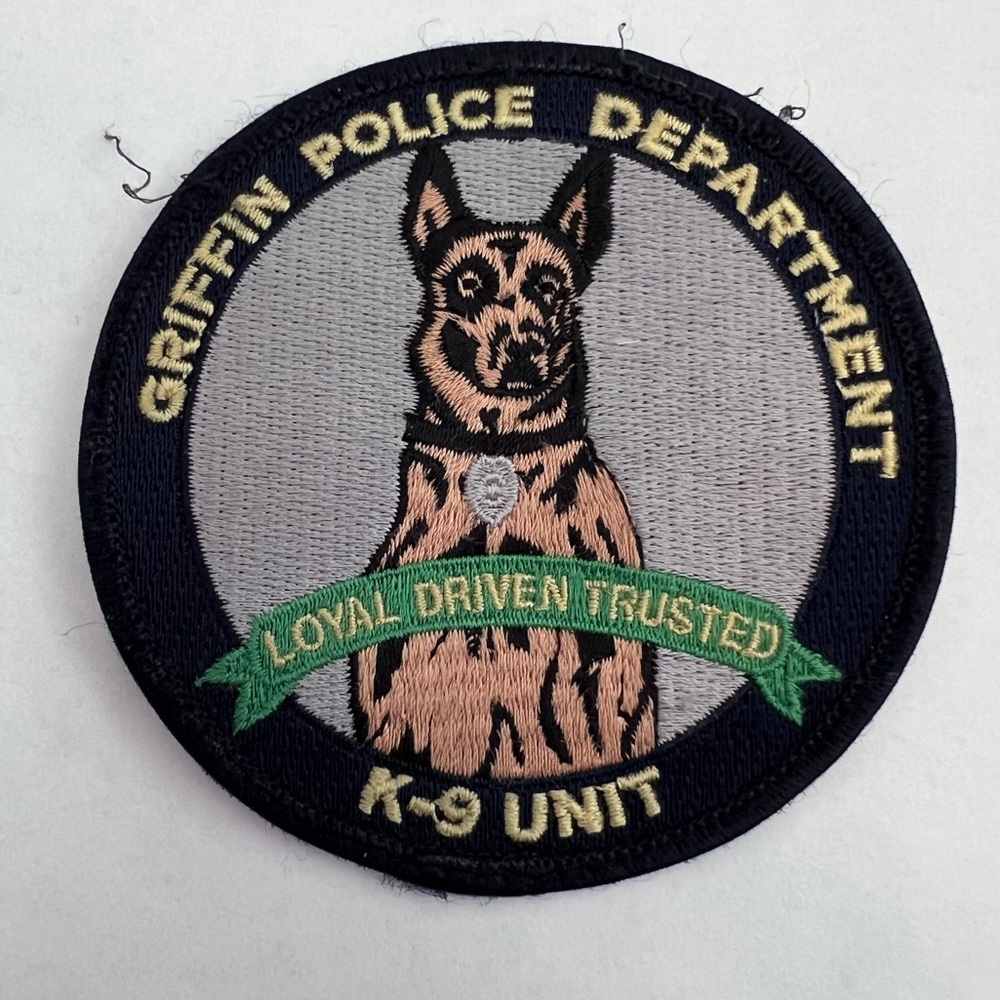 GRIFFIN POLICE DEPARTMENT
LOYAL DRIVEN TRUSTED
K-9 UNIT